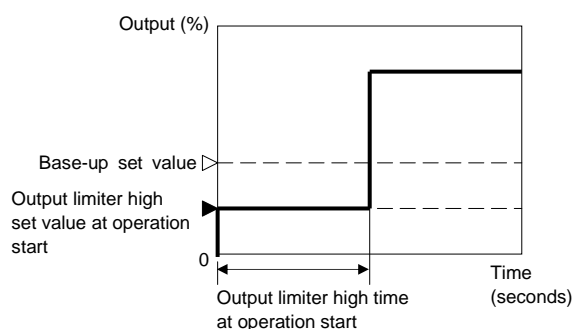 Output (%)
Base-up set value
Output limiter high
set value at operation
start
0
Time
(seconds)
Output limiter high time
at operation start